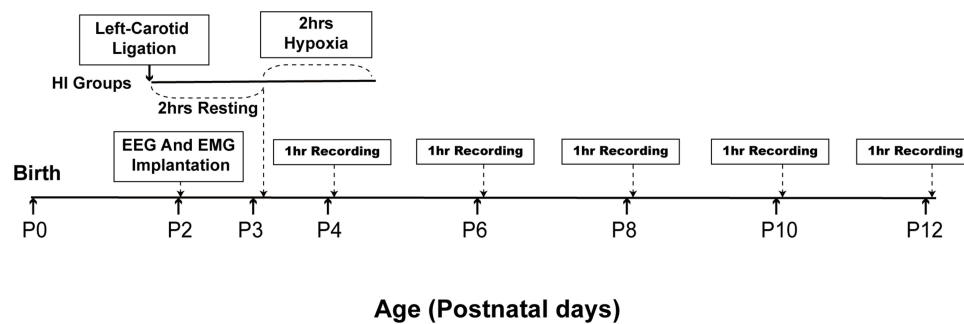 Left-Carotid
Ligation
2hrs
Hypoxia
HI Groups
2hrs Resting
EEG And EMG
Implantation
1hr Recording
1hr Recording
1hr Recording
1hr Recording
1hr Recording
Birth
P0
P2
P3
P4
P6
P8
P10
P12
Age (Postnatal days)